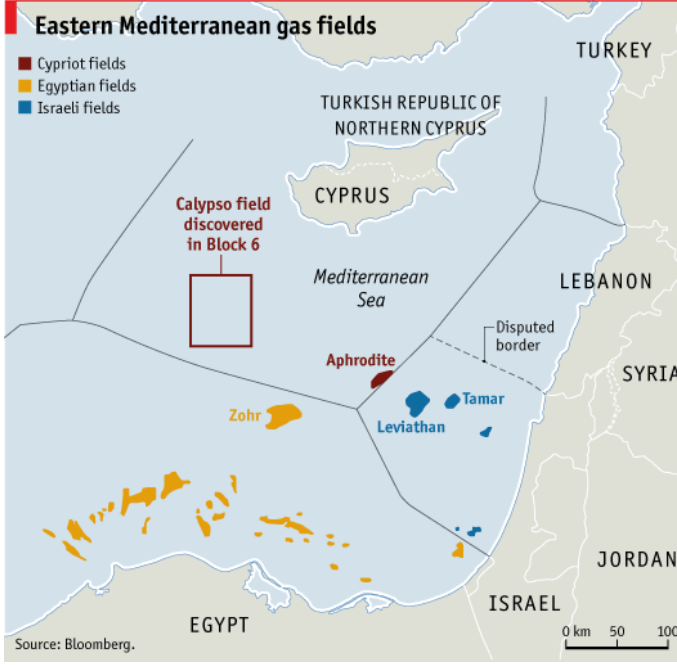 Eastern Mediterranean gas fields
Cypriot fields
Egyptian fields
Israeli fields
TURKEY
TURKISH REPUBLIC OF
NORTHERN CYPRUS
CYPRUS
Calypso field
discovered
in Block 6
Mediterranean
Sea
LEBANON
Disputed
border
Aphrodite
SYRIA
Tamar
Zohr
Leviathan
JORDAN
ISRAEL
EGYPT
0 km 50 100
Source: Bloomberg.